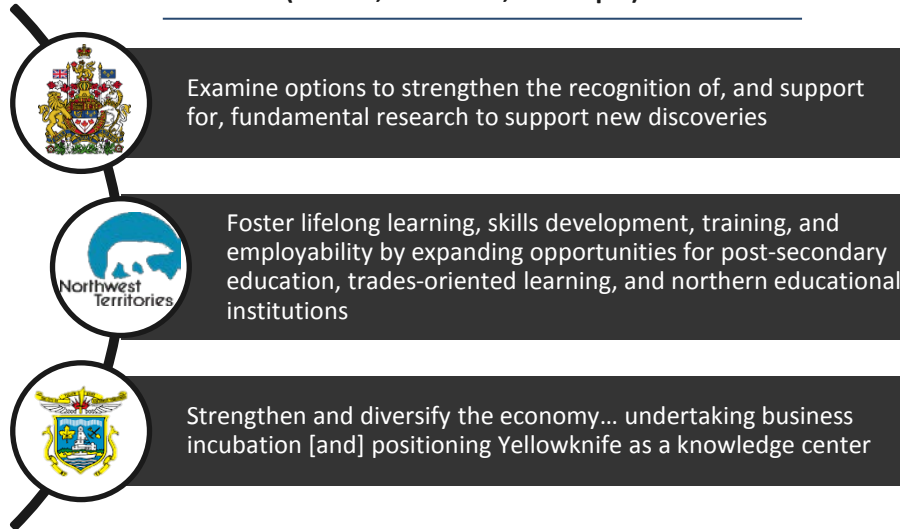 Examine options to strengthen the recognition of, and support
for, fundamental research to support new discoveries
Foster lifelong learning, skills development, training, and
employability by expanding opportunities for post-secondary
education, trades-oriented learning, and northern educational
institutions
Northwest
Territories
Strengthen and diversify the economy… undertaking business
incubation [and] positioning Yellowknife as a knowledge center